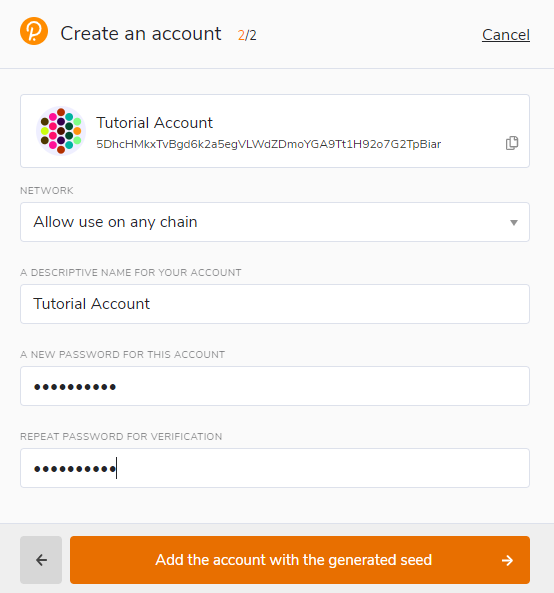 Create an account 2/2 Cancel
Tutorial Account
5DhcHMkxTvBgd6k2a5egVLWdZDmoYGA9Tt1H92o7G2TpBiar
NETWORK
Allow use on any chain
A DESCRIPTIVE NAME FOR YOUR ACCOUNT
Tutorial Account
A NEW PASSWORD FOR THIS ACCOUNT
••••••••••
REPEAT PASSWORD FOR VERIFICATION
••••••••••
Add the account with the generated seed